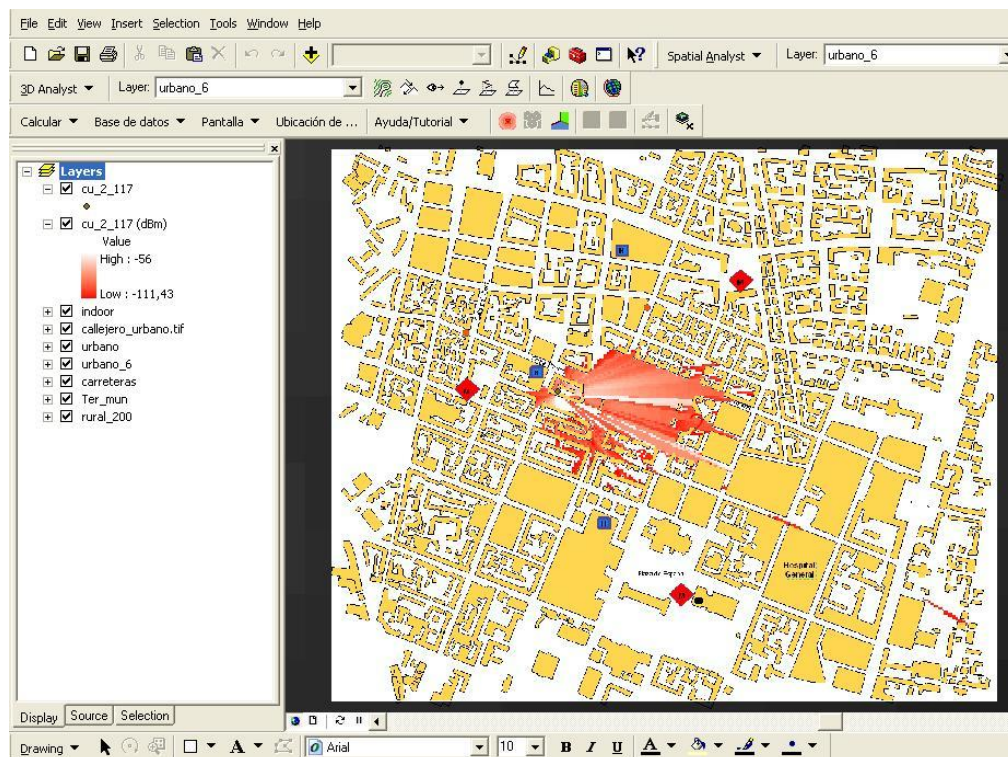 File Edit View Insert Selection Tools Window Help
Spatial Analyst Layer: urbano_6
3D Analyst Layer: urbano_6
Calcular Base de datos Pantalla Ubicación de ... Ayuda/Tutorial
Layers
cu_2_117
cu_2_117 (dBm)
Value
High : -56
Low : -111,43
indoor
callejero_urbano.tif
urbano
urbano_6
carreteras
Ter_mun
rural_200
Hospital
General
Display Source Selection
Drawing A Arial 10 B I U A